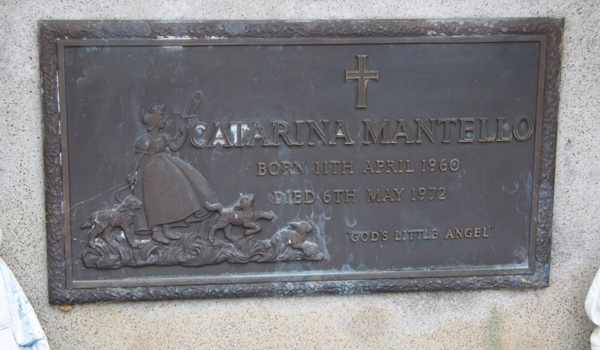 CATARINA MANTELLO
BORN 11TH APRIL 1960
DIED 6TH MAY 1972
"GOD'S LITTLE ANGEL"